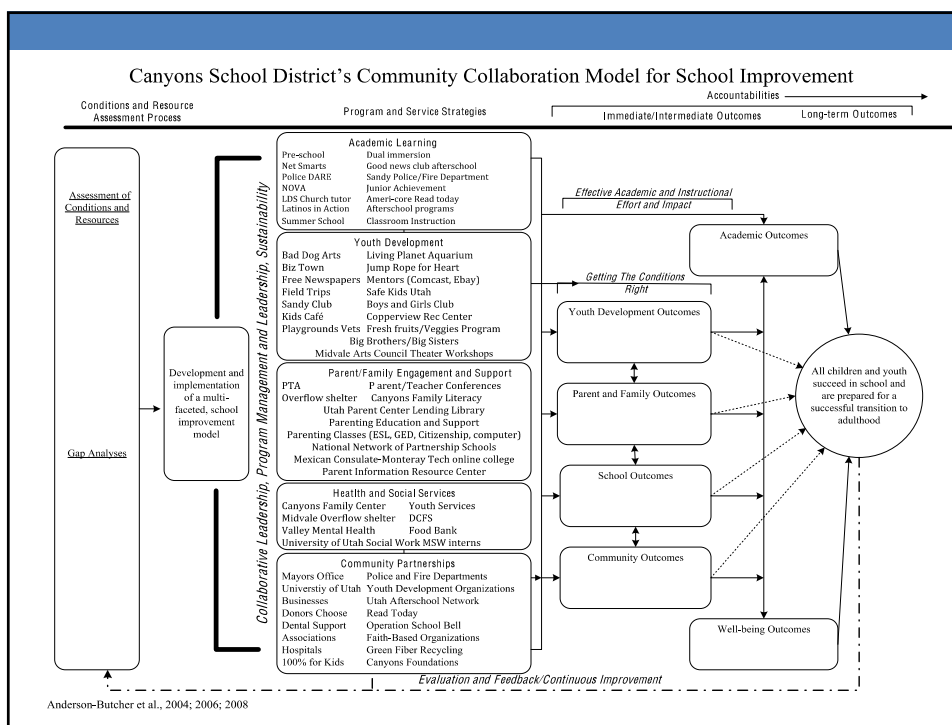 Canyons School District's Community Collaboration Model for School Improvement
Accountabilities
Conditions and Resource
Assessment Process
Program and Service Strategies
Immediate/Intermediate Outcomes
Long-term Outcomes
Assessment of
Conditions and
Resources
Gap Analyses
Development and
implementation
of a multi-
faceted, school
improvement
model
Collaborative Leadership, Program Management and Leadership, Sustainability
Academic Learning
Pre-school Dual immersion
Net Smarts Good news club afterschool
Police DARE Sandy Police/Fire Department
NOVA Junior Achievement
LDS Church tutor Ameri-core Read today
Latinos in Action Afterschool programs
Summer School Classroom Instruction
Youth Development
Bad Dog Arts Living Planet Aquarium
Biz Town Jump Rope for Heart
Free Newspapers Mentors (Comcast, Ebay)
Field Trips Safe Kids Utah
Sandy Club Boys and Girls Club
Kids Café Copperview Rec Center
Playgrounds Vets Fresh fruits/Veggies Program
Big Brothers/Big Sisters
Midvale Arts Council Theater Workshops
Parent/Family Engagement and Support
PTA P arent/Teacher Conferences
Overflow shelter Canyons Family Literacy
Utah Parent Center Lending Library
Parenting Education and Support
Parenting Classes (ESL, GED, Citizenship, computer)
National Network of Partnership Schools
Mexican Consulate-Monteray Tech online college
Parent Information Resource Center
Heatlth and Social Services
Canyons Family Center Youth Services
Midvale Overflow shelter DCFS
Valley Mental Health Food Bank
University of Utah Social Work MSW interns
Community Partnerships
Mayors Office Police and Fire Departments
Universtiy of Utah Youth Development Organizations
Businesses Utah Afterschool Network
Donors Choose Read Today
Dental Support Operation School Bell
Associations Faith-Based Organizations
Hospitals Green Fiber Recycling
100% for Kids Canyons Foundations
Effective Academic and Instructional
Effort and Impact
Academic Outcomes
Getting The Conditions
Right
Youth Development Outcomes
Parent and Family Outcomes
School Outcomes
Community Outcomes
Well-being Outcomes
All children and youth
succeed in school and
are prepared for a
successful transition to
adulthood
Evaluation and Feedback/Continuous Improvement
Anderson-Butcher et al., 2004; 2006; 2008